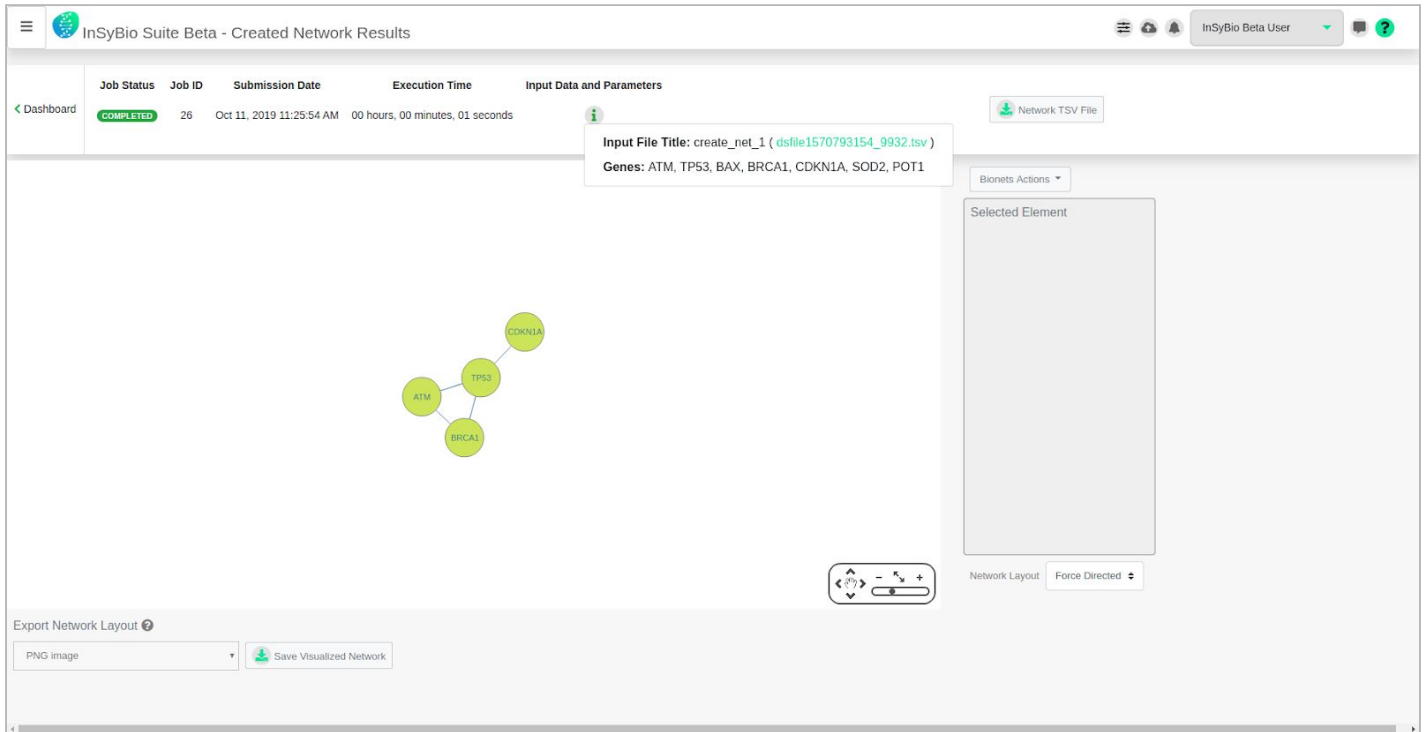 InSyBio Suite Beta - Created Network Results
InSyBio Beta User
?
Dashboard
Job Status Job ID Submission Date Execution Time Input Data and Parameters
COMPLETED 26 Oct 11, 2019 11:25:54 AM 00 hours, 00 minutes, 01 seconds i
Network TSV File
Input File Title: create_net_1 ( dsfile1570793154_9932.tsv )
Genes: ATM, TP53, BAX, BRCA1, CDKN1A, SOD2, POT1
Bionets Actions
Selected Element
CDKN1A
TP53
ATM
BRCA1
Network Layout Force Directed
Export Network Layout ?
PNG image
Save Visualized Network